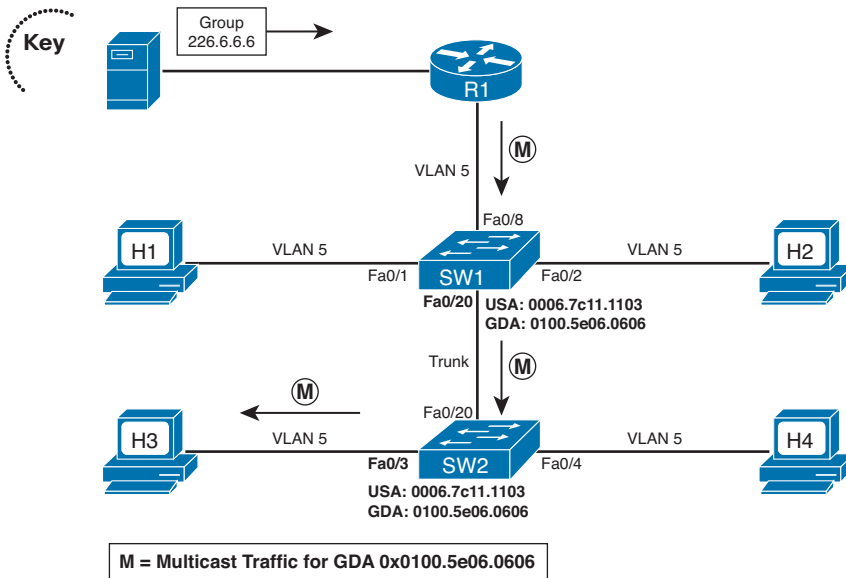 Key
Group
226.6.6.6
R1
M
VLAN 5
Fa0/8
H1
VLAN 5
Fa0/1
SW1
VLAN 5
Fa0/2
H2
Fa0/20
USA: 0006.7c11.1103
GDA: 0100.5e06.0606
Trunk
M
M
Fa0/20
H3
VLAN 5
Fa0/3
SW2
VLAN 5
Fa0/4
H4
USA: 0006.7c11.1103
GDA: 0100.5e06.0606
M = Multicast Traffic for GDA 0x0100.5e06.0606